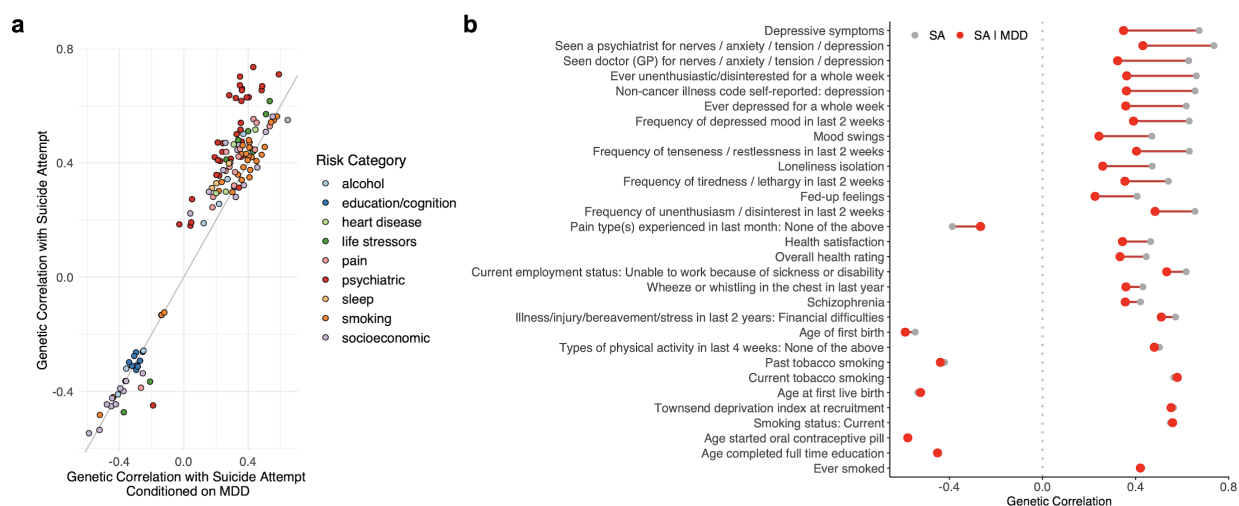 a
0.8
0.4
0.0
-0.4
-0.4
0.0
0.4
Genetic Correlation with Suicide Attempt
Genetic Correlation with Suicide Attempt
Conditioned on MDD
Risk Category
alcohol
education/cognition
heart disease
life stressors
pain
psychiatric
sleep
smoking
socioeconomic
b
SA
SA | MDD
Depressive symptoms
Seen a psychiatrist for nerves / anxiety / tension / depression
Seen doctor (GP) for nerves / anxiety / tension / depression
Ever unenthusiastic/disinterested for a whole week
Non-cancer illness code self-reported: depression
Ever depressed for a whole week
Frequency of depressed mood in last 2 weeks
Mood swings
Frequency of tenseness / restlessness in last 2 weeks
Loneliness isolation
Frequency of tiredness / lethargy in last 2 weeks
Fed-up feelings
Frequency of unenthusiasm / disinterest in last 2 weeks
Pain type(s) experienced in last month: None of the above
Health satisfaction
Overall health rating
Current employment status: Unable to work because of sickness or disability
Wheeze or whistling in the chest in last year
Schizophrenia
Illness/injury/bereavement/stress in last 2 years: Financial difficulties
Age of first birth
Types of physical activity in last 4 weeks: None of the above
Past tobacco smoking
Current tobacco smoking
Age at first live birth
Townsend deprivation index at recruitment
Smoking status: Current
Age started oral contraceptive pill
Age completed full time education
Ever smoked
-0.4
0.0
0.4
0.8
Genetic Correlation